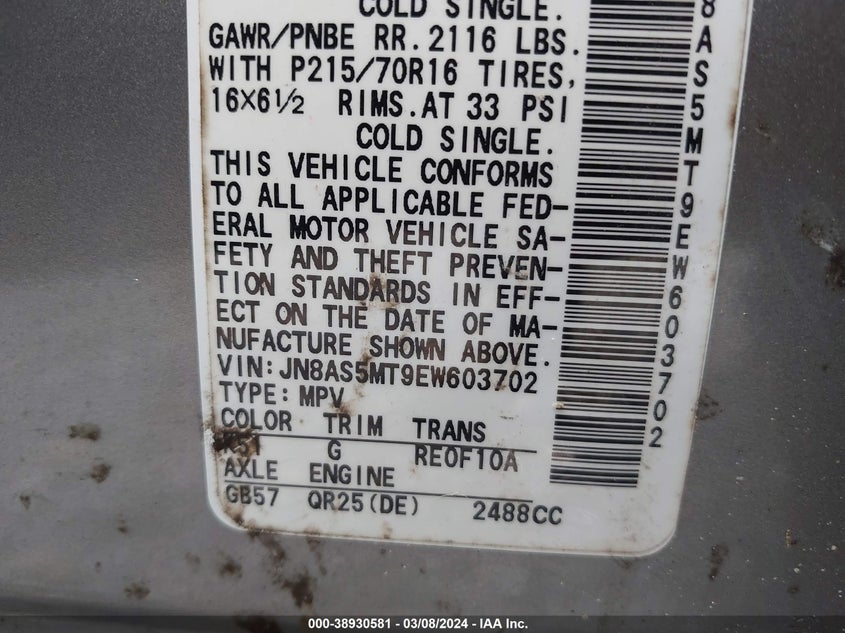 COLD SINGLE.
GAWR/PNBE RR. 2116 LBS.
WITH P215/70R16 TIRES,
16×6½ RIMS. AT 33 PSI
COLD SINGLE.
THIS VEHICLE CONFORMS
TO ALL APPLICABLE FED-
ERAL MOTOR VEHICLE SA-
FETY AND THEFT PREVEN-
TION STANDARDS IN EFF-
ECT ON THE DATE OF MA-
NUFACTURE SHOWN ABOVE.
VIN: JN8AS5MT9EW603702
TYPE: MPV
COLOR TRIM TRANS
K51 G RE0F10A
AXLE ENGINE
GB57 QR25(DE) 2488CC
8AS5MT9EW603702
000-38930581 - 03/08/2024 - IAA Inc.